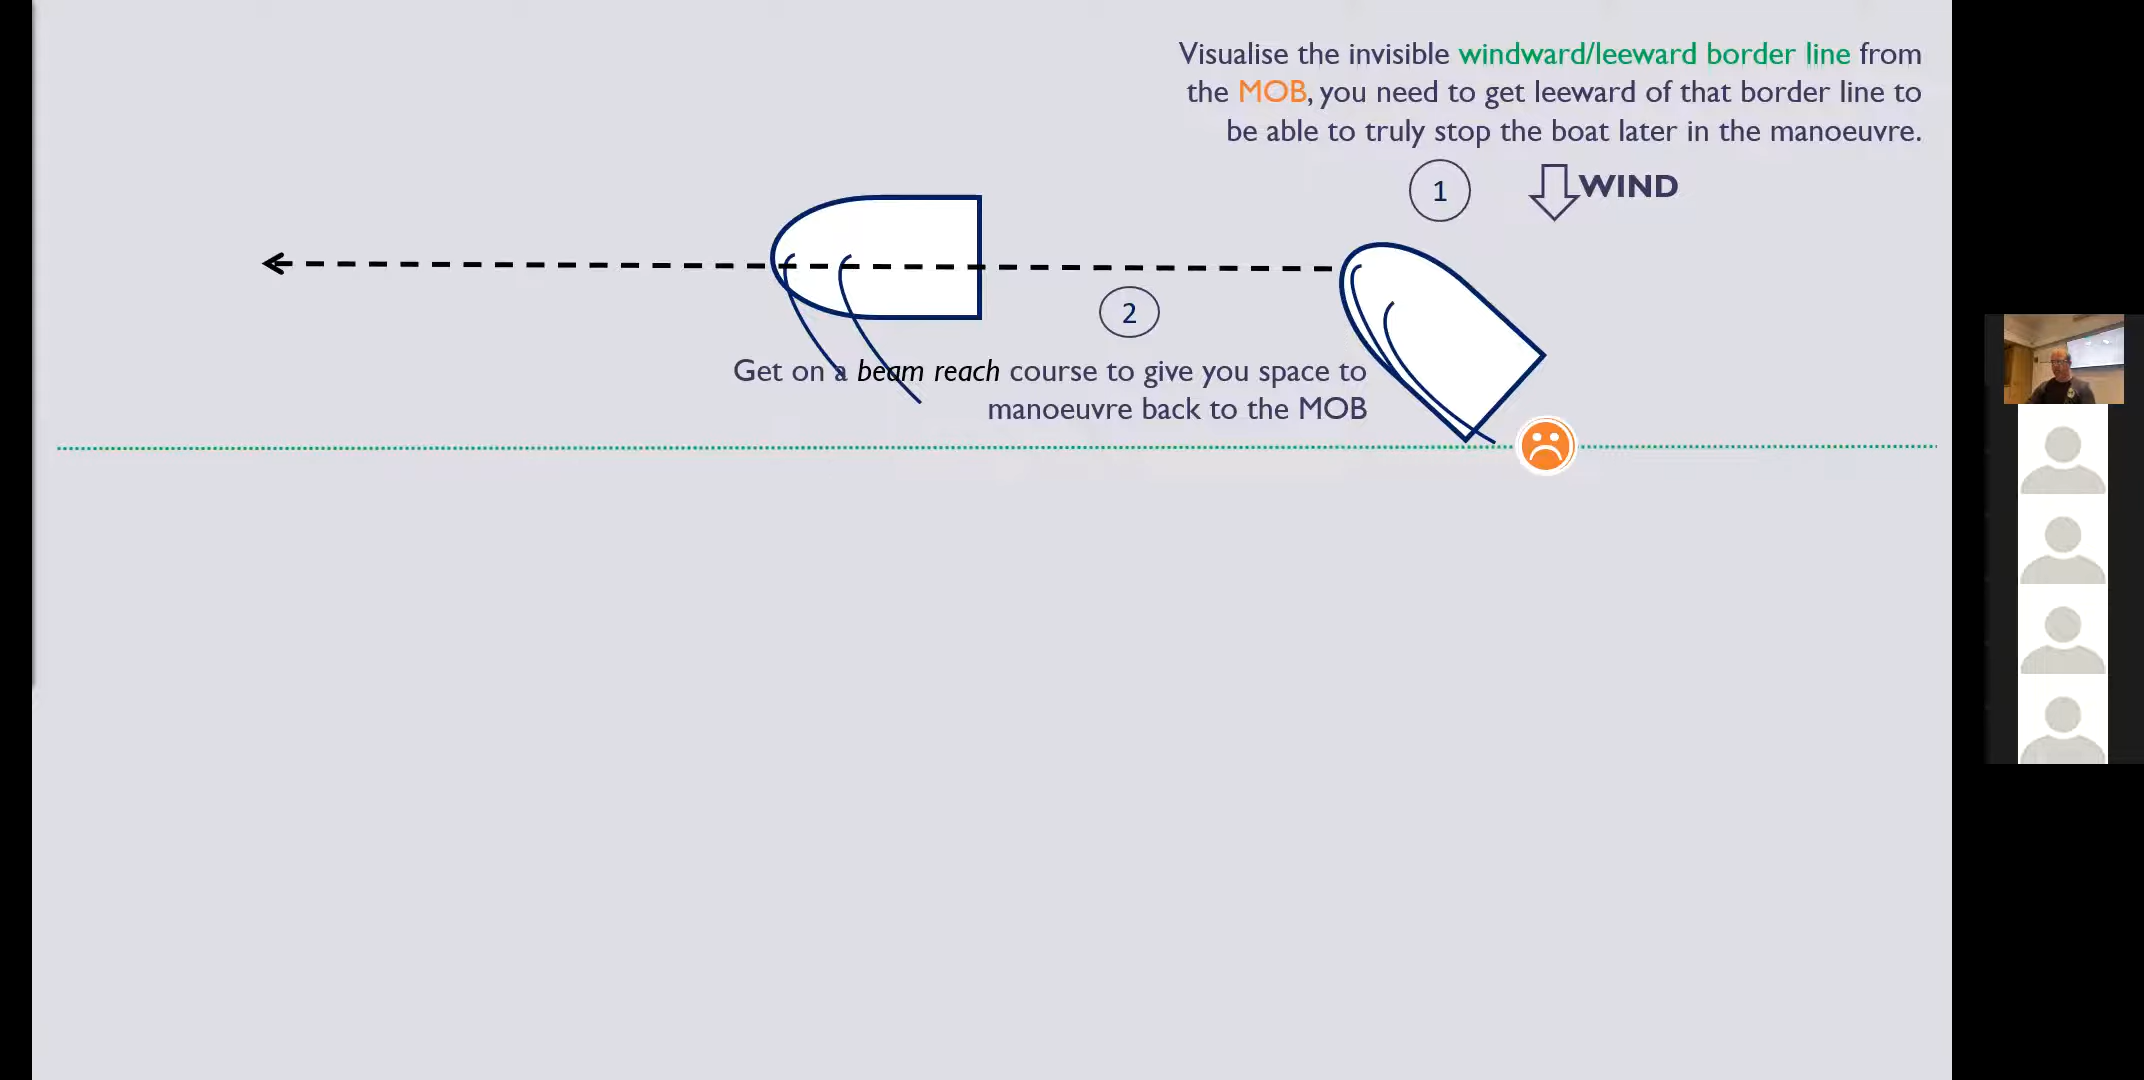 Visualise the invisible windward/leeward border line from
the MOB, you need to get leeward of that border line to
be able to truly stop the boat later in the manoeuvre.
1
WIND
2
Get on a beam reach course to give you space to
manoeuvre back to the MOB